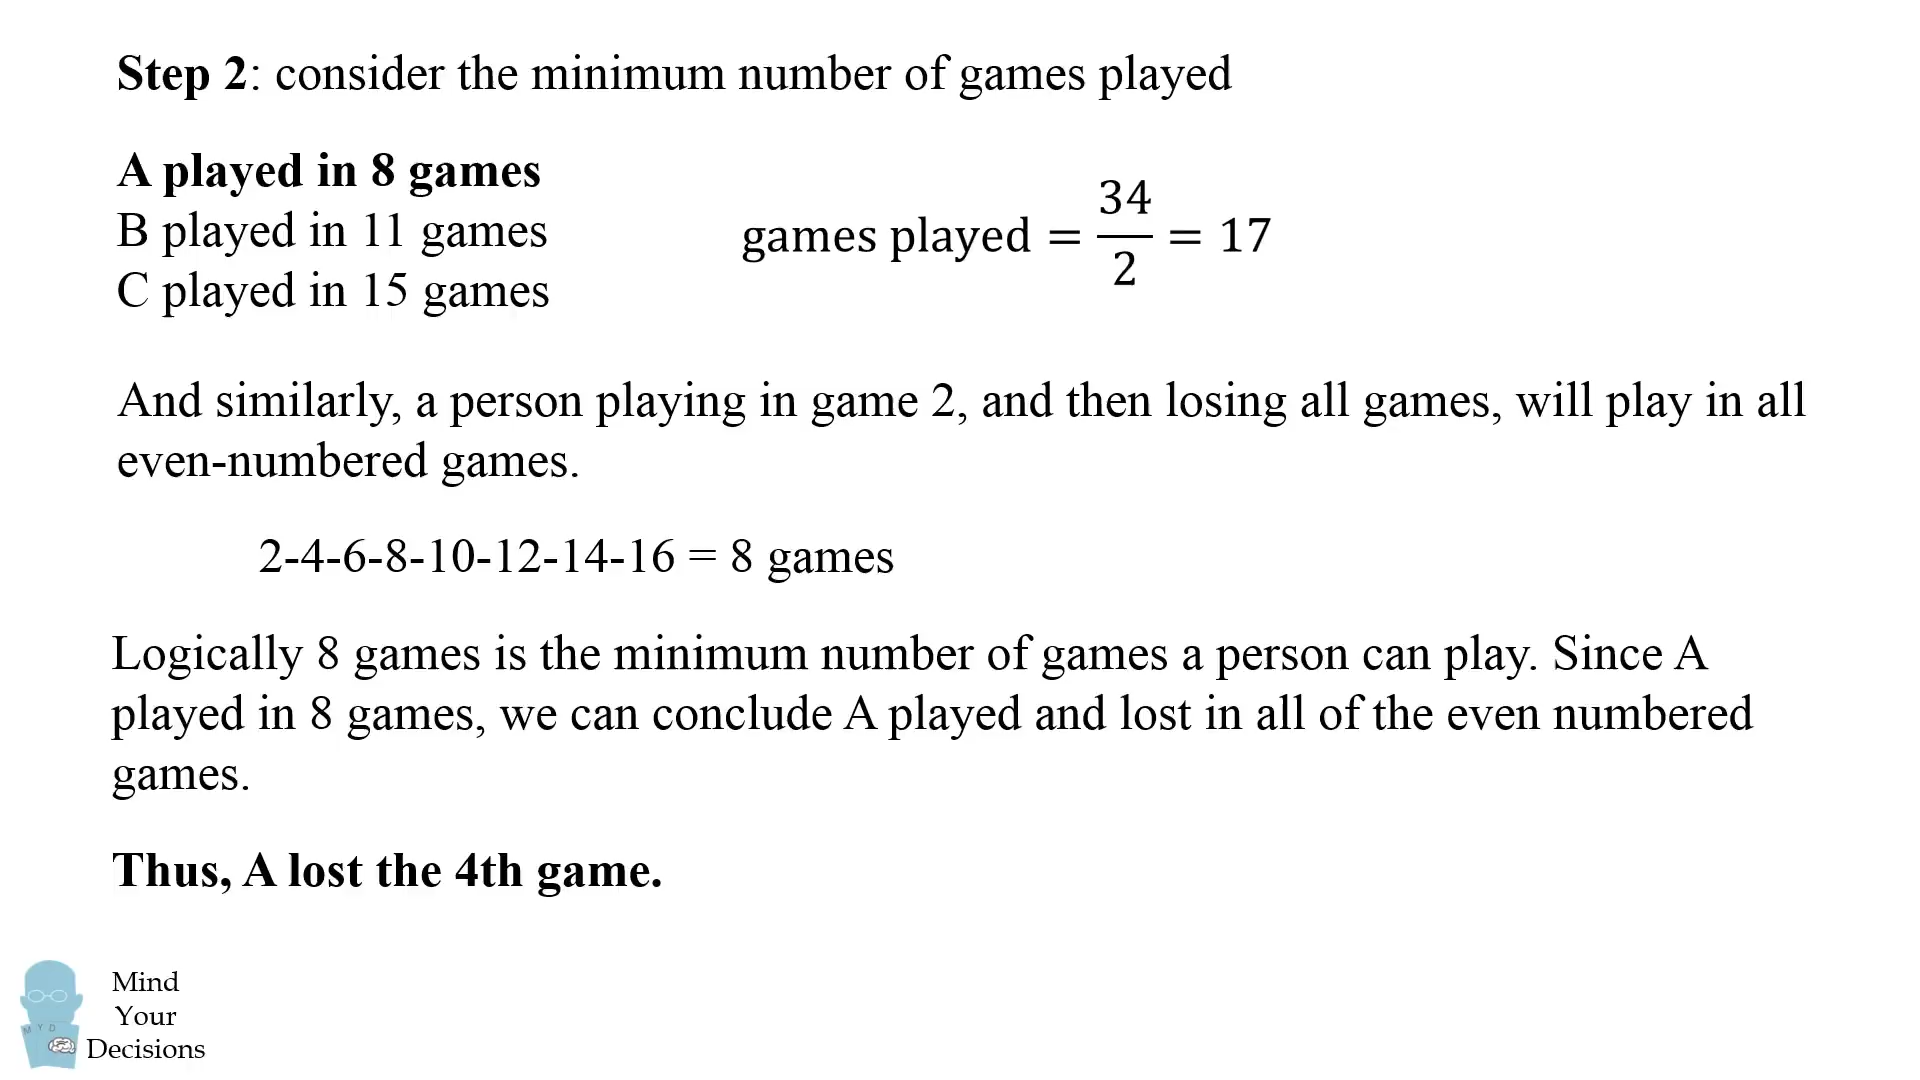 Step 2: consider the minimum number of games played
A played in 8 games
B played in 11 games
C played in 15 games
games played = 34/2 = 17
And similarly, a person playing in game 2, and then losing all games, will play in all
even-numbered games.
2-4-6-8-10-12-14-16 = 8 games
Logically 8 games is the minimum number of games a person can play. Since A
played in 8 games, we can conclude A played and lost in all of the even numbered
games.
Thus, A lost the 4th game.
M Y D
Mind
Your
Decisions